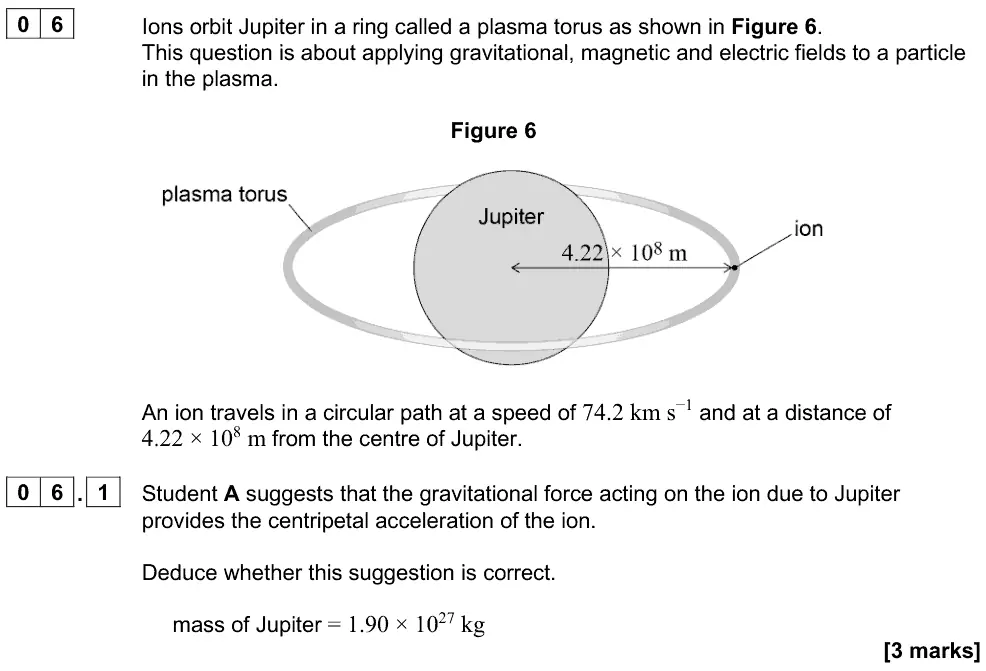 0 6 Ions orbit Jupiter in a ring called a plasma torus as shown in Figure 6.
This question is about applying gravitational, magnetic and electric fields to a particle
in the plasma.
Figure 6
plasma torus
Jupiter
ion
4.22 × 10⁸ m
An ion travels in a circular path at a speed of 74.2 km s⁻¹ and at a distance of
4.22 × 10⁸ m from the centre of Jupiter.
0 6 . 1 Student A suggests that the gravitational force acting on the ion due to Jupiter
provides the centripetal acceleration of the ion.
Deduce whether this suggestion is correct.
mass of Jupiter = 1.90 × 10²⁷ kg
[3 marks]